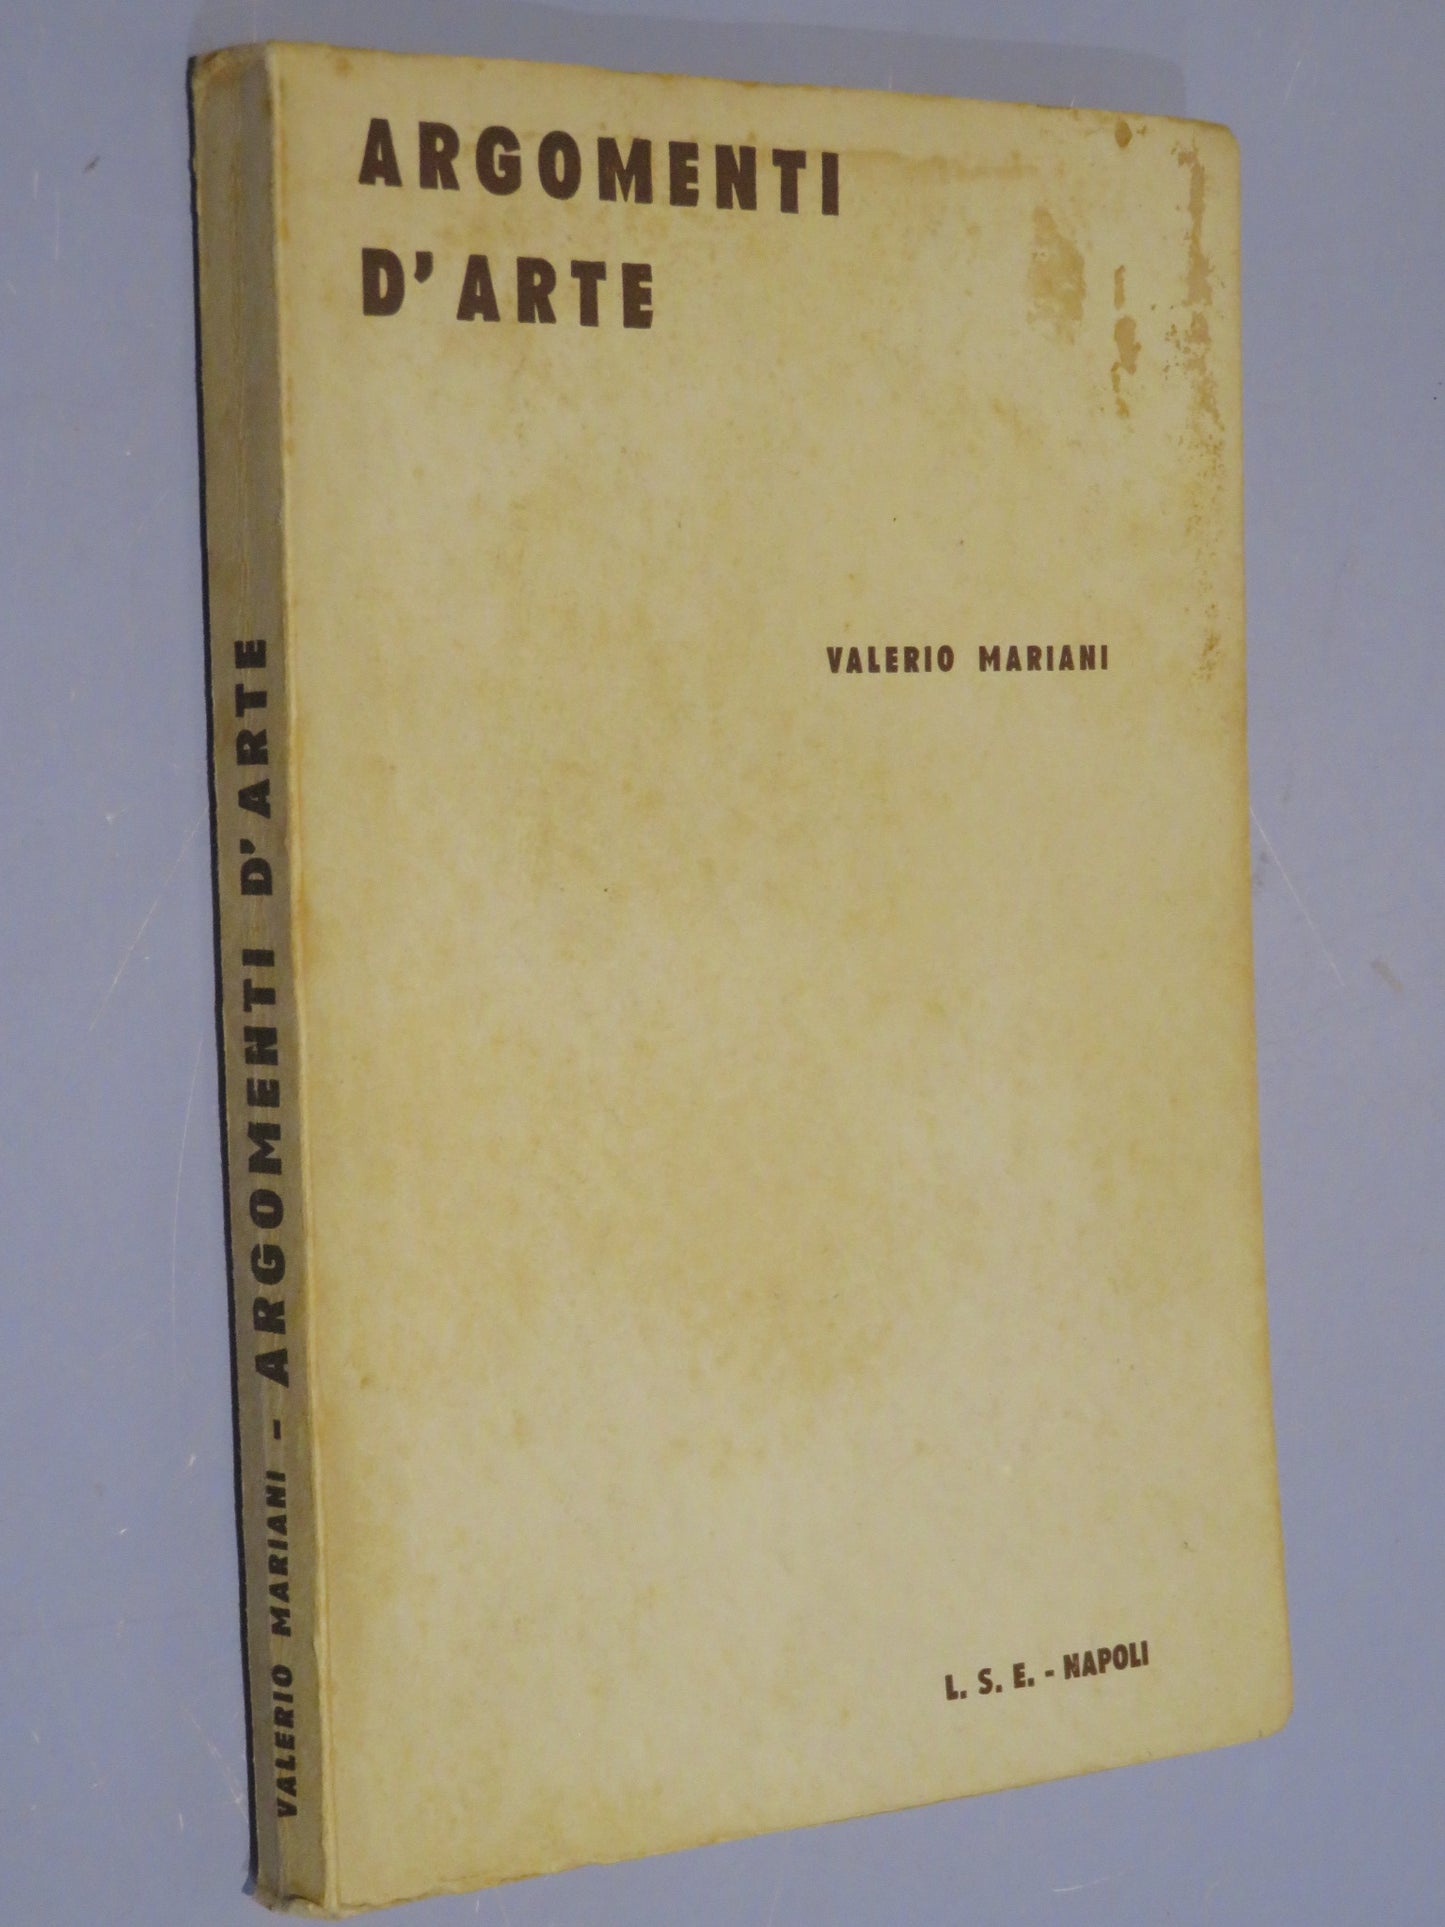 ARGOMENTI
D'ARTE
VALERIO MARIANI
L. S. E. - NAPOLI
VALERIO MARIANI - ARGOMENTI D'ARTE